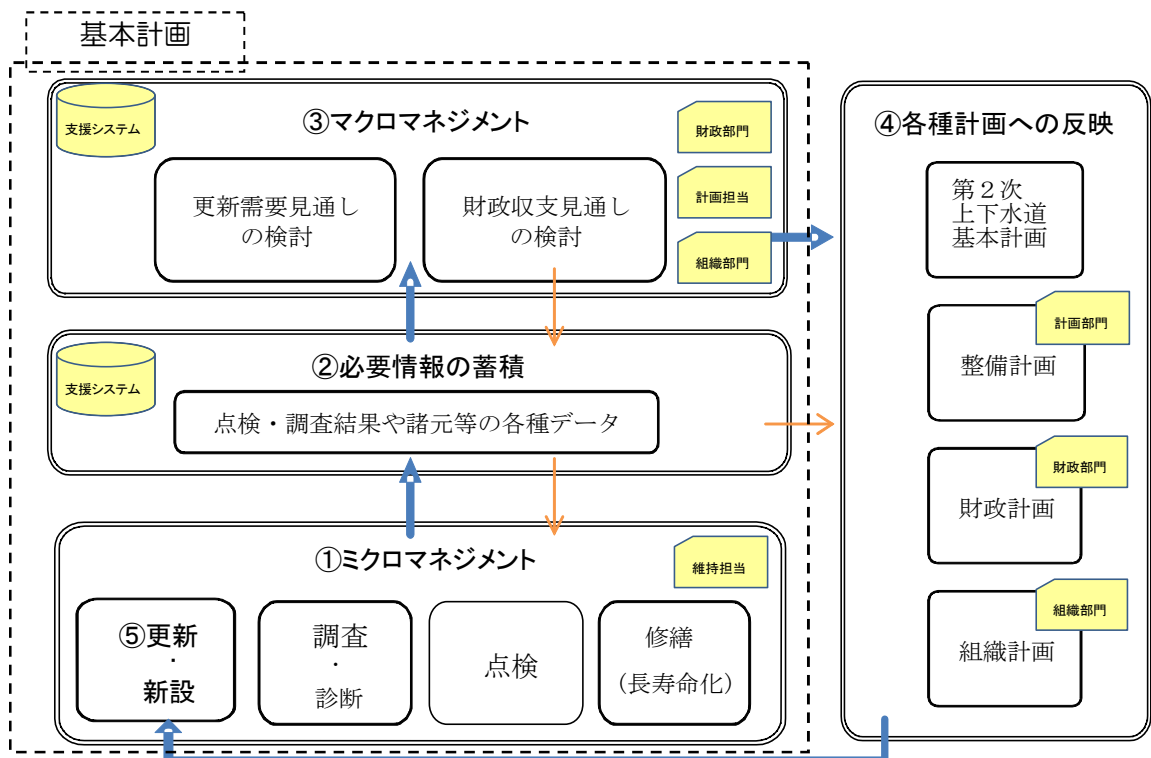 基本計画
支援システム
③マクロマネジメント
財政部門
計画担当
組織部門
更新需要見通し
の検討
財政収支見通し
の検討
支援システム
②必要情報の蓄積
点検・調査結果や諸元等の各種データ
①ミクロマネジメント
維持担当
⑤更新
・
新設
調査
・
診断
点検
修繕
（長寿命化）
④各種計画への反映
第２次
上下水道
基本計画
計画部門
整備計画
財政部門
財政計画
組織部門
組織計画